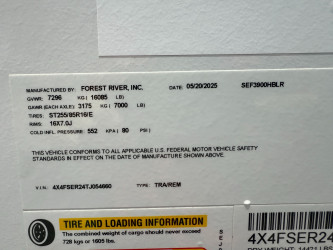 MANUFACTURED BY: FOREST RIVER, INC. DATE: 05/20/2025 SEF3900HBLR
GVWR: 7296 KG ( 16085 LB)
GAWR (EACH AXLE): 3175 KG ( 7000 LB)
TIRES: ST255/85R16/E
RIMS: 16X7.0J
COLD INFL. PRESSURE: 552 KPA ( 80 PSI )
THIS VEHICLE CONFORMS TO ALL APPLICABLE U.S. FEDERAL MOTOR VEHICLE SAFETY
STANDARDS IN EFFECT ON THE DATE OF MANUFACTURE SHOWN ABOVE.
V.I.N.: 4X4FSER24TJ054660 TYPE: TRA/REM
TIRE AND LOADING INFORMATION
The combined weight of cargo should never exceed
728 kgs or 1605 lbs.
4X4FSER24